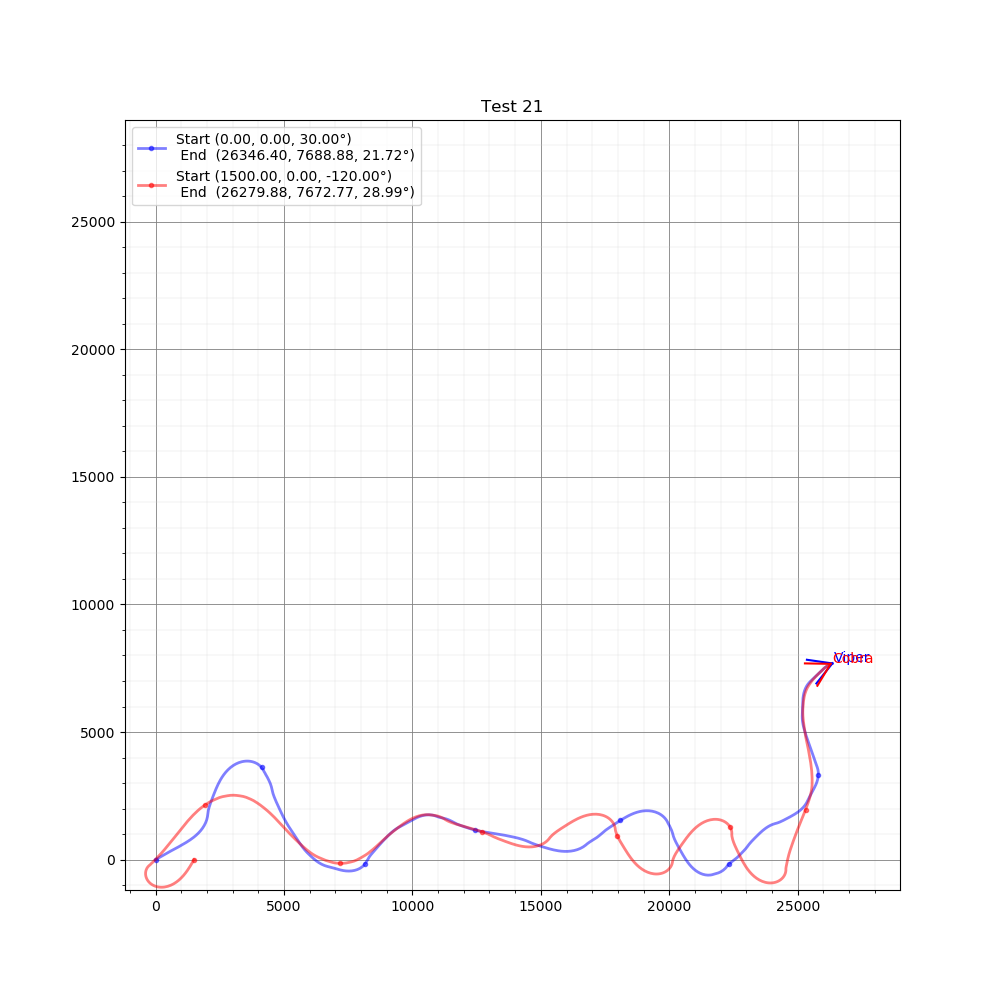 Test 21
Start (0.00, 0.00, 30.00°)
End  (26346.40, 7688.88, 21.72°)
Start (1500.00, 0.00, -120.00°)
End  (26279.88, 7672.77, 28.99°)
25000
20000
15000
10000
5000
0
Viper
Cobra
0 5000 10000 15000 20000 25000